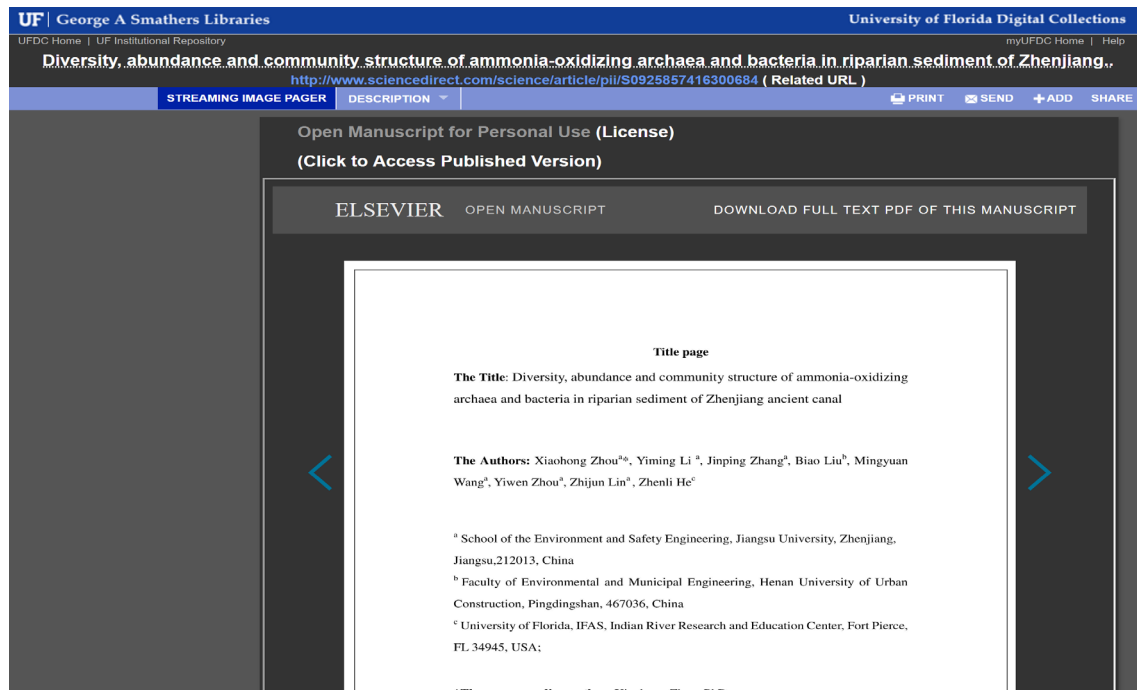 UF | George A Smathers Libraries
University of Florida Digital Collections
UFDC Home | UF Institutional Repository
myUFDC Home | Help
Diversity, abundance and community structure of ammonia-oxidizing archaea and bacteria in riparian sediment of Zhenjiang..
http://www.sciencedirect.com/science/article/pii/S0925857416300684 ( Related URL )
STREAMING IMAGE PAGER
DESCRIPTION
PRINT
SEND
ADD
SHARE
Open Manuscript for Personal Use (License)
(Click to Access Published Version)
ELSEVIER OPEN MANUSCRIPT
DOWNLOAD FULL TEXT PDF OF THIS MANUSCRIPT
Title page
The Title: Diversity, abundance and community structure of ammonia-oxidizing
archaea and bacteria in riparian sediment of Zhenjiang ancient canal
The Authors: Xiaohong Zhouᵃ*, Yiming Li ᵃ, Jinping Zhangᵃ, Biao Liuᵇ, Mingyuan
Wangᵃ, Yiwen Zhouᵃ, Zhijun Linᵃ , Zhenli Heᶜ
ᵃ School of the Environment and Safety Engineering, Jiangsu University, Zhenjiang,
Jiangsu,212013, China
ᵇ Faculty of Environmental and Municipal Engineering, Henan University of Urban
Construction, Pingdingshan, 467036, China
ᶜ University of Florida, IFAS, Indian River Research and Education Center, Fort Pierce,
FL 34945, USA;